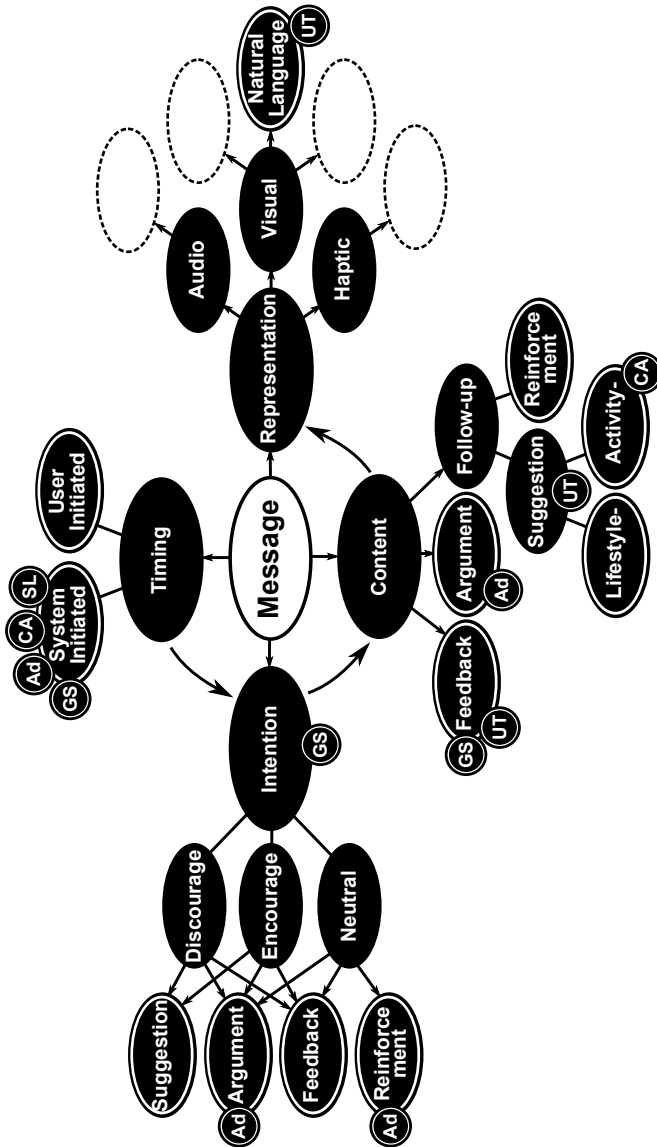 Ad
CA
SL
GS
System
Initiated
User
Initiated
Timing
Suggestion
Discourage
Audio
Argument
Ad
Encourage
Intention
GS
Message
Representation
Visual
Natural
Language
UT
Feedback
Neutral
Haptic
Reinforce
ment
Ad
Content
Feedback
GS
UT
Argument
Ad
Follow-up
Suggestion
UT
Reinforce
ment
Lifestyle-
Activity-
CA